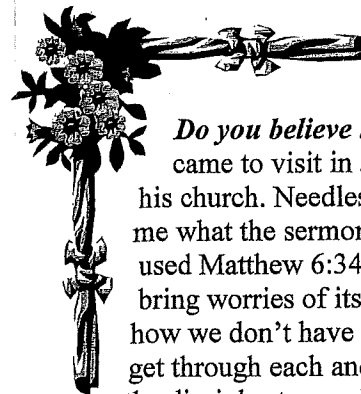 Do you believe
came to visit in
his church. Needles
me what the sermon
used Matthew 6:34
bring worries of its
how we don't have
get through each and